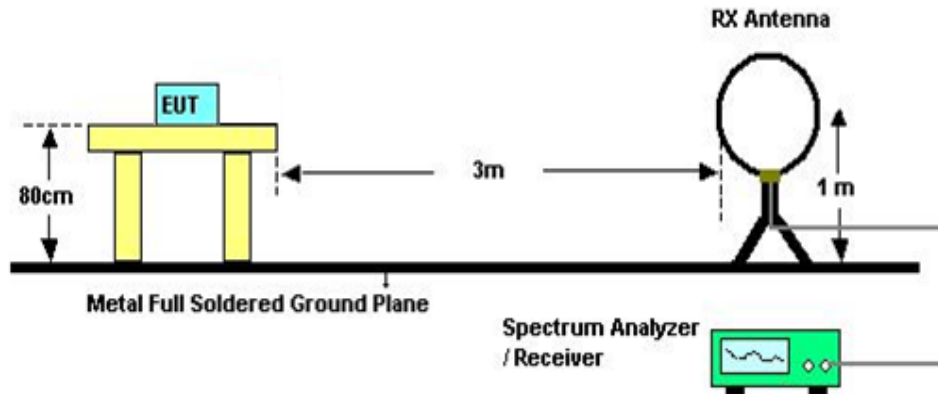 RX Antenna
EUT
80cm
3m
1 m
Metal Full Soldered Ground Plane
Spectrum Analyzer
/ Receiver